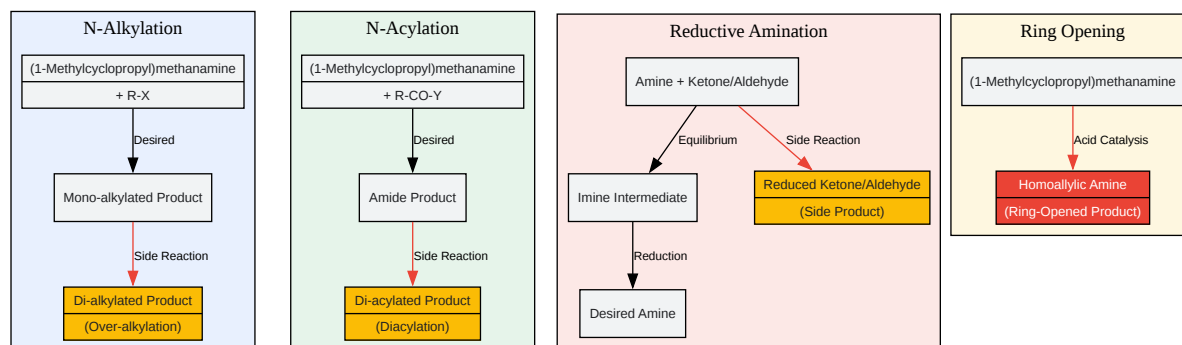 N-Alkylation
(1-Methylcyclopropyl)methanamine
+ R-X
Desired
Mono-alkylated Product
Side Reaction
Di-alkylated Product
(Over-alkylation)
N-Acylation
(1-Methylcyclopropyl)methanamine
+ R-CO-Y
Desired
Amide Product
Side Reaction
Di-acylated Product
(Diacylation)
Reductive Amination
Amine + Ketone/Aldehyde
Equilibrium
Side Reaction
Imine Intermediate
Reduced Ketone/Aldehyde
(Side Product)
Reduction
Desired Amine
Ring Opening
(1-Methylcyclopropyl)methanamine
Acid Catalysis
Homoallylic Amine
(Ring-Opened Product)